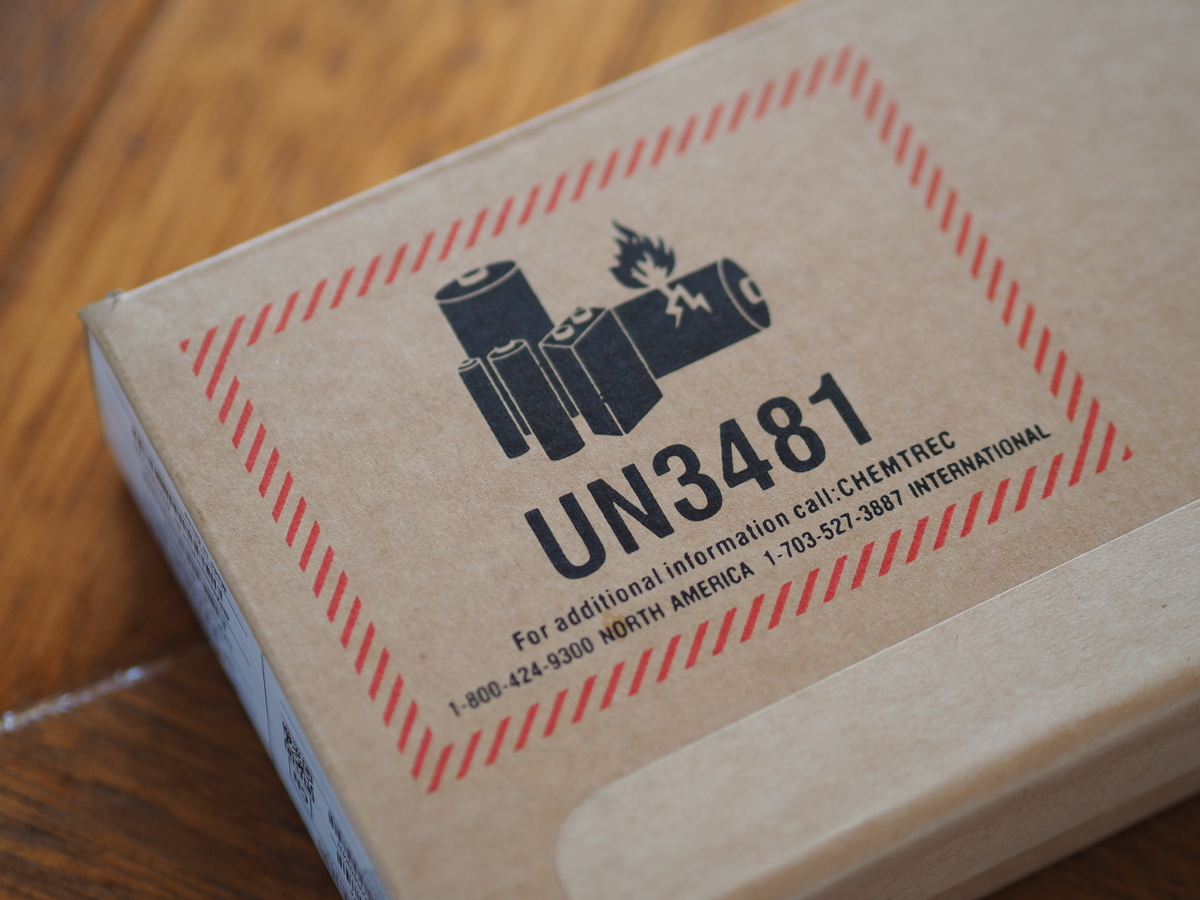 UN3481
For additional information call:CHEMTREC
1-800-424-9300 NORTH AMERICA 1-703-527-3887 INTERNATIONAL